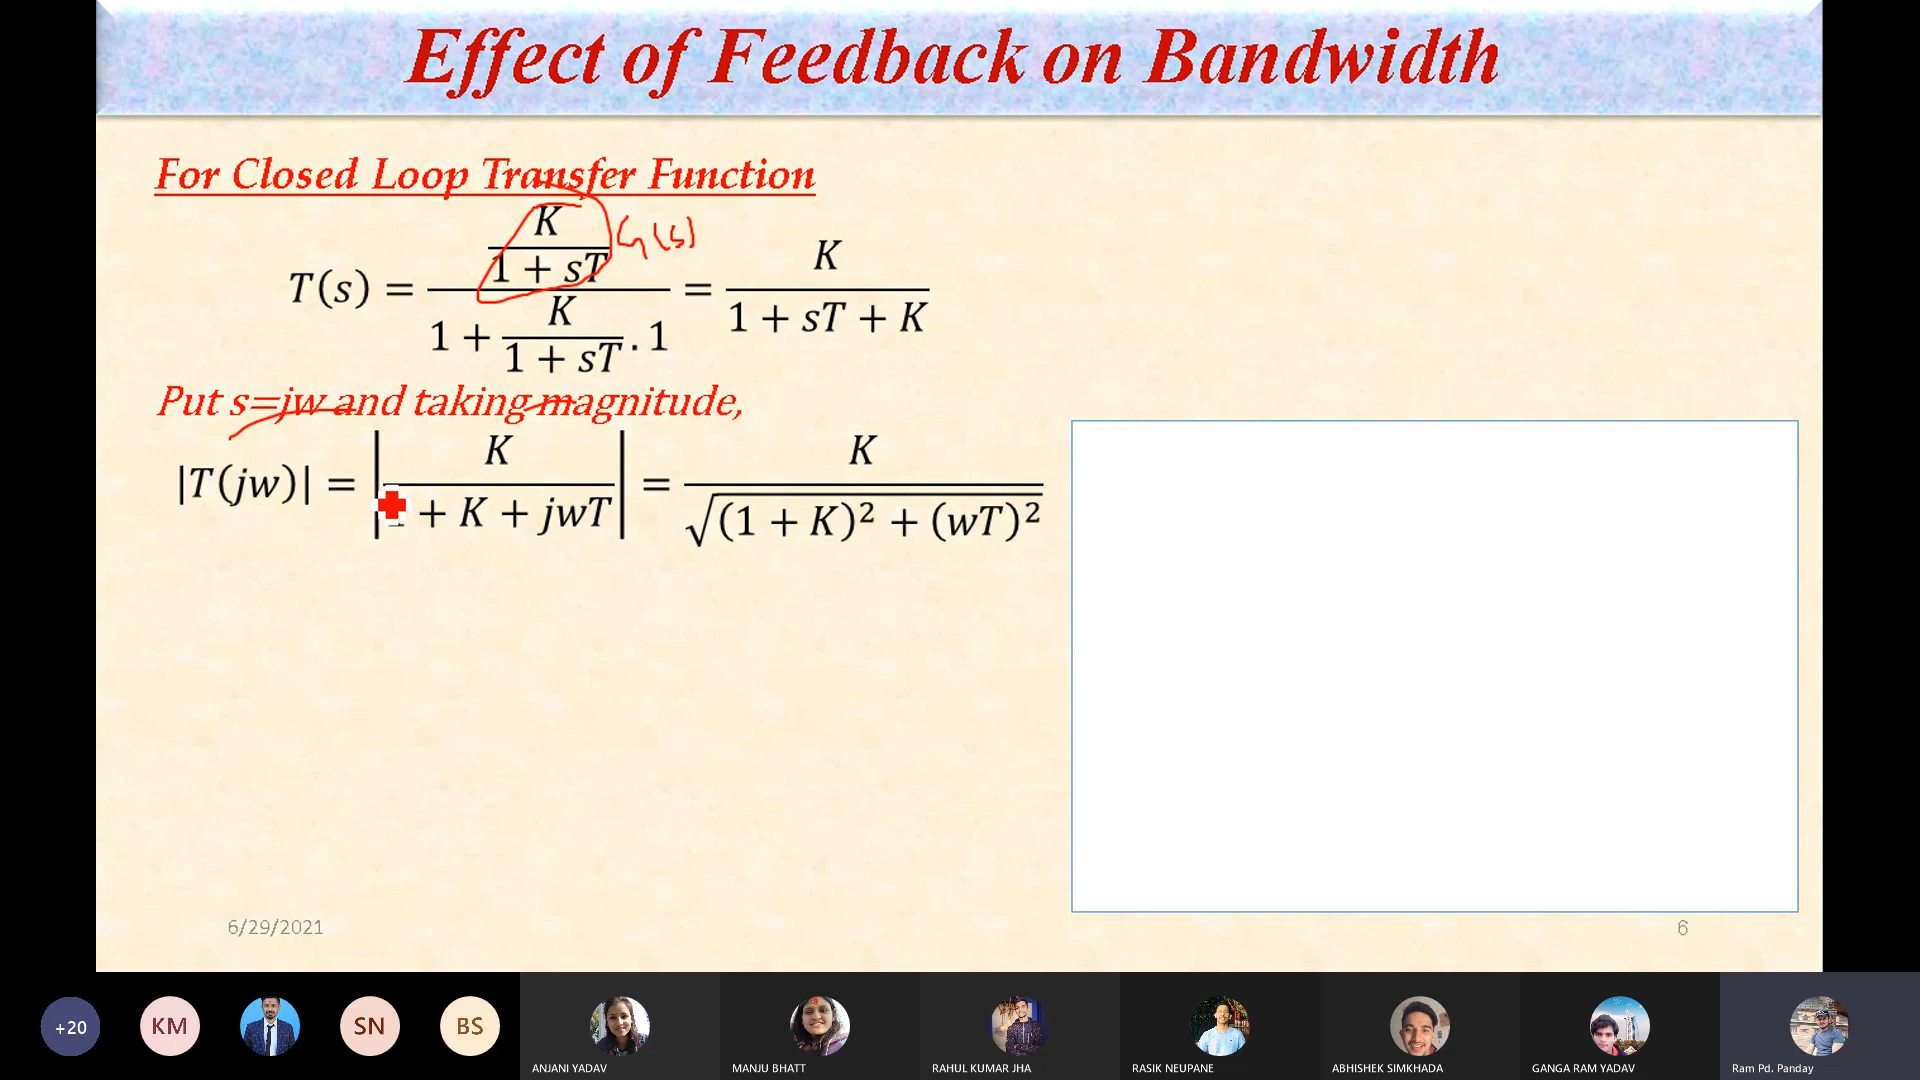 Effect of Feedback on Bandwidth
For Closed Loop Transfer Function
T(s) = (K/(1 + sT))/(1 + K/(1 + sT) . 1) = K/(1 + sT + K)
G(s)
Put s=jw and taking magnitude,
|T(jw)| = |K/(1 + K + jwT)| = K/√((1 + K)² + (wT)²)
6/29/2021
6
+20
KM
SN
BS
ANJANI YADAV
MANJU BHATT
RAHUL KUMAR JHA
RASIK NEUPANE
ABHISHEK SIMKHADA
GANGA RAM YADAV
Ram Pd. Panday